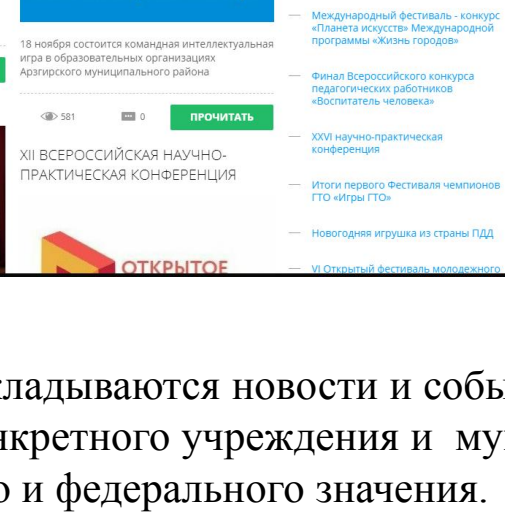 18 ноября состоится командная интеллектуальная
игра в образовательных организациях
Арзгирского муниципального района
581
0
ПРОЧИТАТЬ
XII ВСЕРОССИЙСКАЯ НАУЧНО-
ПРАКТИЧЕСКАЯ КОНФЕРЕНЦИЯ
ОТКРЫТОЕ
Международный фестиваль - конкурс
«Планета искусств» Международной
программы «Жизнь городов»
Финал Всероссийского конкурса
педагогических работников
«Воспитатель человека»
XXVI научно-практическая
конференция
Итоги первого Фестиваля чемпионов
ГТО «Игры ГТО»
Новогодняя игрушка из страны ПДД
VI Открытый фестиваль молодежного
кладываются новости и собы
нкретного учреждения и му
о и федерального значения.